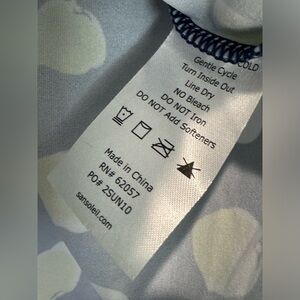 COLD
Gentle Cycle
Turn Inside Out
Line Dry
NO Bleach
DO NOT Iron
DO NOT Add Softeners
Made in China
RN# 62057
PO# 2SUN10
sansoleil.com